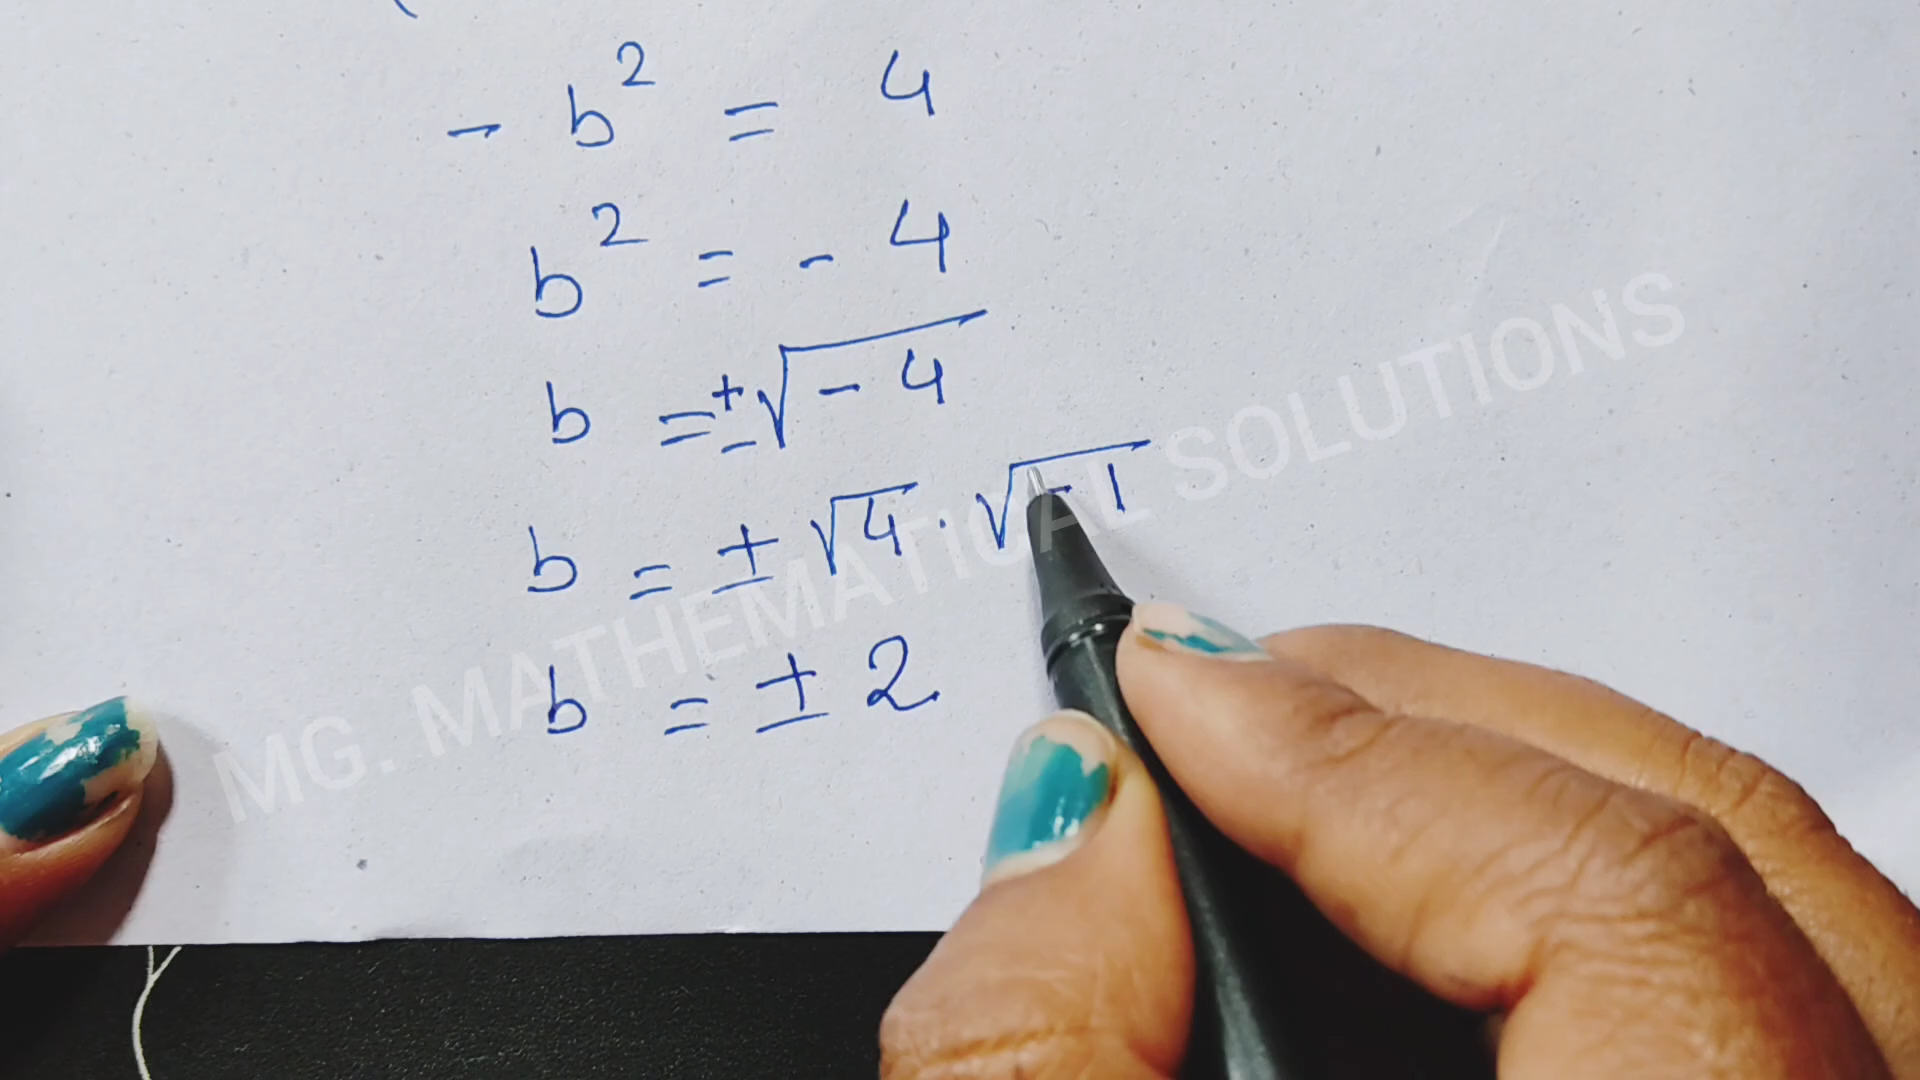 - b² = 4
b² = - 4
b = ±√-4
b = ± √4 · √-1
b = ± 2
MG. MATHEMATICAL SOLUTIONS